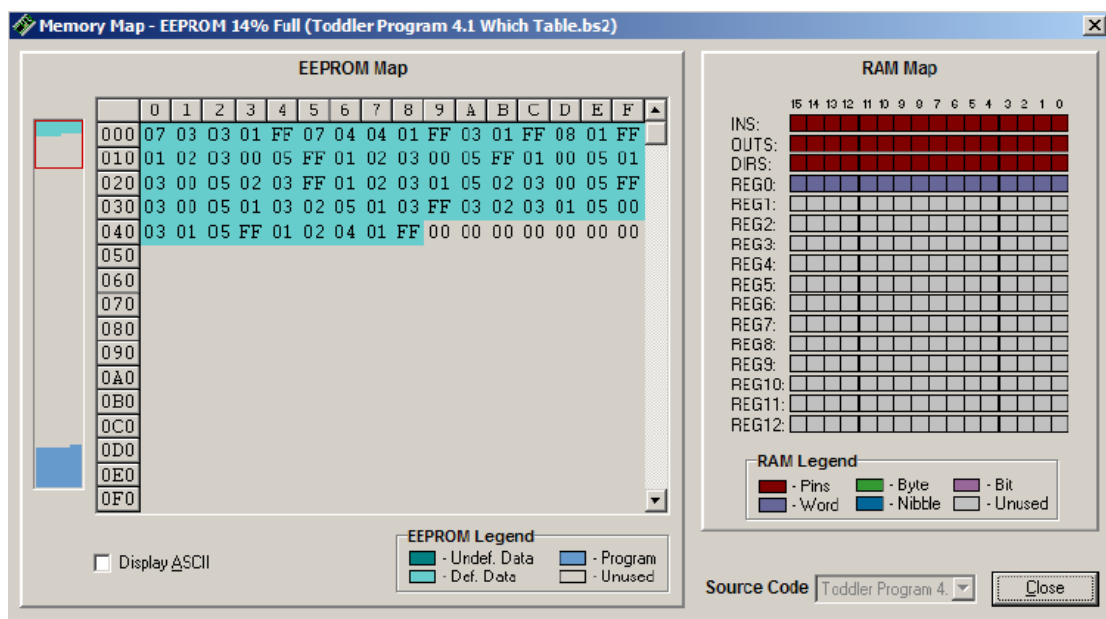 Memory Map - EEPROM 14% Full (Toddler Program 4.1 Which Table.bs2)
EEPROM Map
0 1 2 3 4 5 6 7 8 9 A B C D E F
000 07 03 03 01 FF 07 04 04 01 FF 03 01 FF 08 01 FF
010 01 02 03 00 05 FF 01 02 03 00 05 FF 01 00 05 01
020 03 00 05 02 03 FF 01 02 03 01 05 02 03 00 05 FF
030 03 00 05 01 03 02 05 01 03 FF 03 02 03 01 05 00
040 03 01 05 FF 01 02 04 01 FF 00 00 00 00 00 00 00
050
060
070
080
090
0A0
0B0
0C0
0D0
0E0
0F0
Display ASCII
EEPROM Legend
- Undef. Data - Program
- Def. Data - Unused
RAM Map
15 14 13 12 11 10 9 8 7 6 5 4 3 2 1 0
INS:
OUTS:
DIRS:
REG0:
REG1:
REG2:
REG3:
REG4:
REG5:
REG6:
REG7:
REG8:
REG9:
REG10:
REG11:
REG12:
RAM Legend
- Pins - Byte - Bit
- Word - Nibble - Unused
Source Code Toddler Program 4. Close